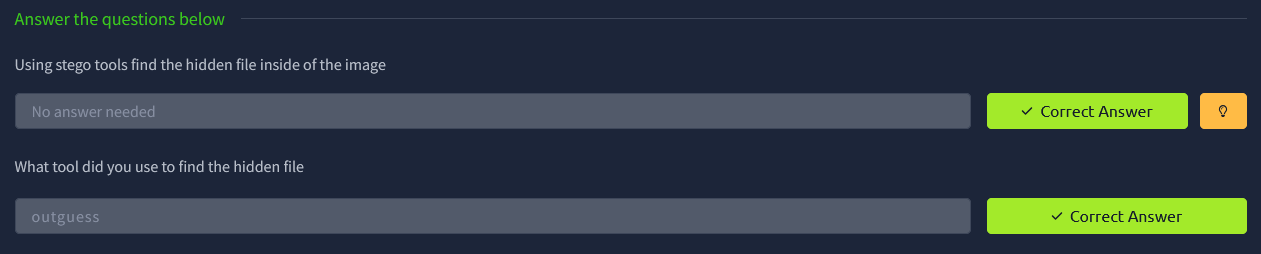 Answer the questions below
Using stego tools find the hidden file inside of the image
No answer needed
Correct Answer
What tool did you use to find the hidden file
outguess
Correct Answer